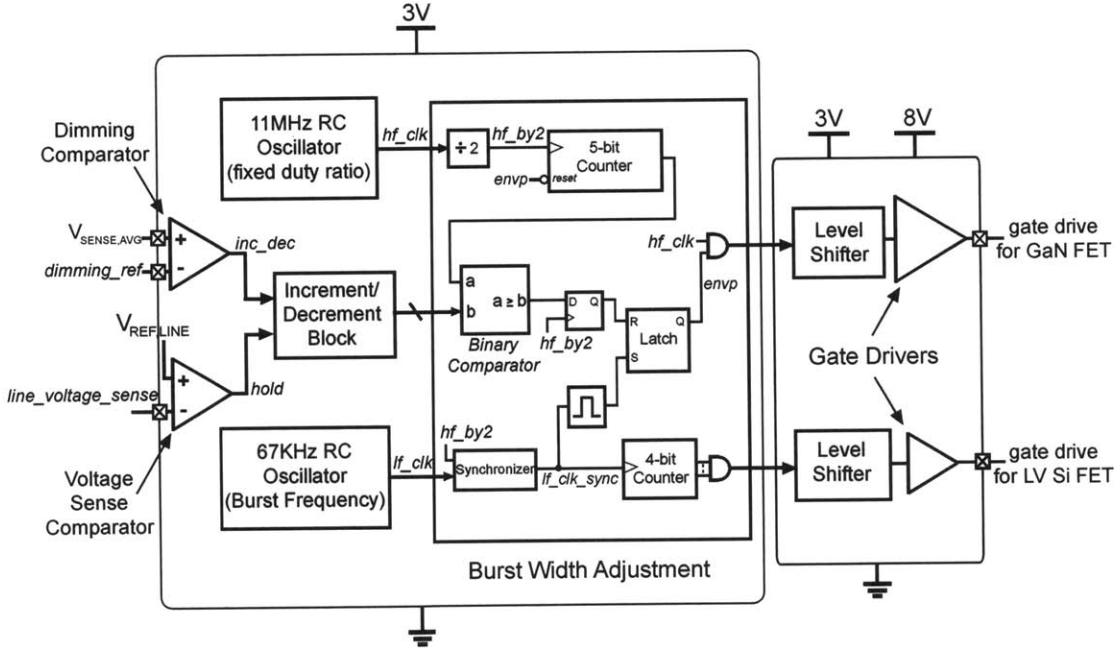 3V
Dimming
Comparator
V_SENSE,AVG
dimming_ref
+
-
inc_dec
V_REF,LINE
line_voltage_sense
+
-
hold
Voltage
Sense
Comparator
11MHz RC
Oscillator
(fixed duty ratio)
hf_clk
Increment/
Decrement
Block
67KHz RC
Oscillator
(Burst Frequency)
lf_clk
÷ 2
hf_by2
5-bit
Counter
envp
reset
a
b
a ≥ b
Binary
Comparator
D Q
hf_by2
R Q
Latch
S
hf_clk
envp
hf_by2
Synchronizer
lf_clk_sync
4-bit
Counter
Burst Width Adjustment
3V
8V
Level
Shifter
gate drive
for GaN FET
Gate Drivers
Level
Shifter
gate drive
for LV Si FET